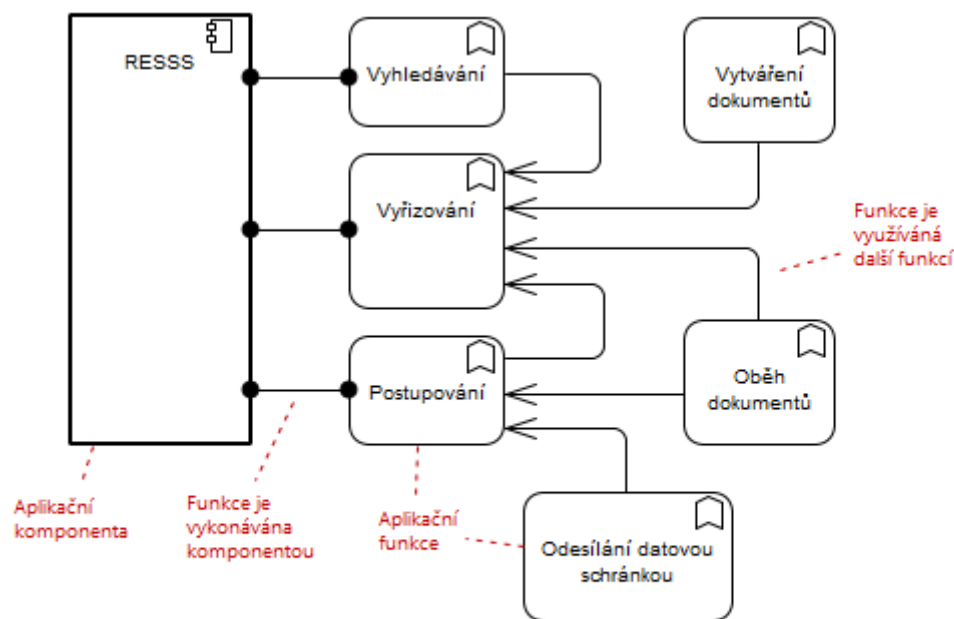 RESSS
Vyhledávání
Vytváření
dokumentů
Vyřizování
Funkce je
využíváná
další funkcí
Postupování
Oběh
dokumentů
Aplikační
komponenta
Funkce je
vykonávána
komponentou
Aplikační
funkce
Odesílání datovou
schránkou